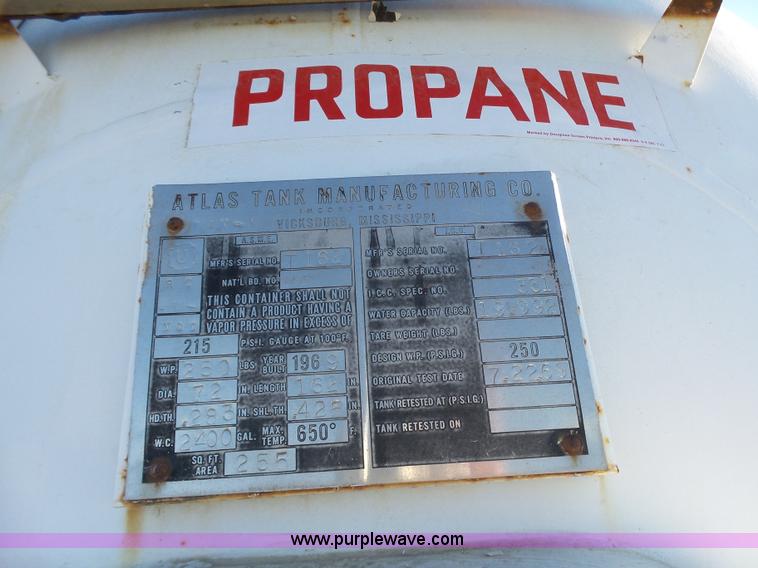 PROPANE
ATLAS TANK MANUFACTURING CO.
INCORPORATED
VICKSBURG, MISSISSIPPI
A.S.M.E.
MFR'S SERIAL NO.
NAT'L BD. NO.
THIS CONTAINER SHALL NOT
CONTAIN A PRODUCT HAVING A
VAPOR PRESSURE IN EXCESS OF
215 P.S.I. GAUGE AT 100°F.
W.P. 250 LBS YEAR BUILT 1969
DIA. 72 IN. LENGTH IN.
HD.TH. .293 IN. SHL.TH. .425 IN.
W.C. 2400 GAL. MAX. TEMP. 650° F.
SQ. FT. AREA 265
MFR'S SERIAL NO.
OWNERS SERIAL NO.
I.C.C. SPEC. NO.
WATER CAPACITY (LBS.)
TARE WEIGHT (LBS.)
DESIGN W.P. (P.S.I.G.) 250
ORIGINAL TEST DATE
TANK RETESTED AT (P.S.I.G.)
TANK RETESTED ON
www.purplewave.com